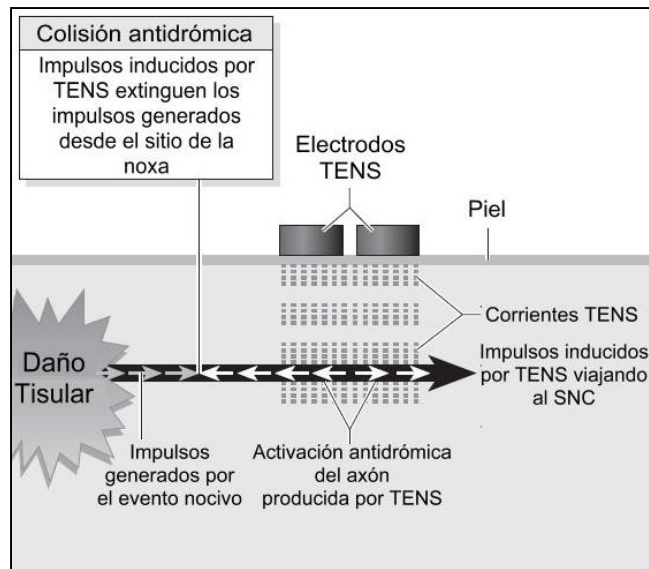 Colisión antidrómica
Impulsos inducidos por
TENS extinguen los
impulsos generados
desde el sitio de la
noxa
Electrodos
TENS
Piel
Corrientes TENS
Daño
Tisular
Impulsos inducidos
por TENS viajando
al SNC
Impulsos
generados por
el evento nocivo
Activación antidrómica
del axón
producida por TENS